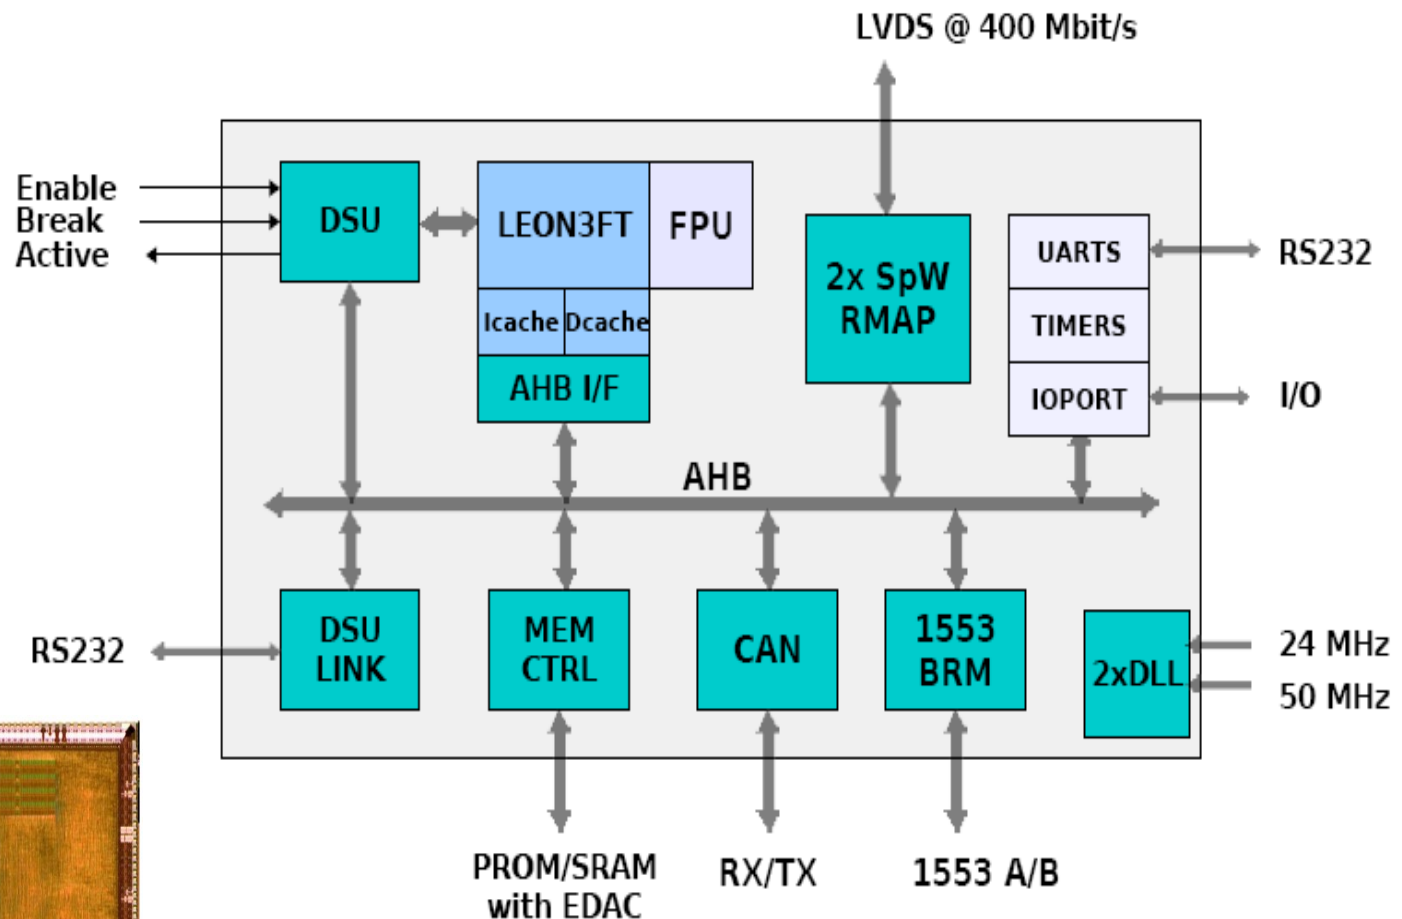 LVDS @ 400 Mbit/s
Enable
Break
Active
DSU
LEON3FT
FPU
Icache
Dcache
AHB I/F
2x SpW
RMAP
UARTS
TIMERS
IOPORT
RS232
I/O
AHB
RS232
DSU
LINK
MEM
CTRL
CAN
1553
BRM
2xDLL
24 MHz
50 MHz
PROM/SRAM
with EDAC
RX/TX
1553 A/B